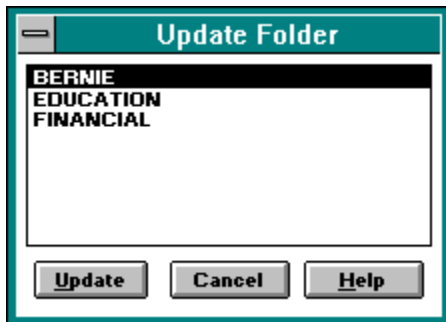 Update Folder
BERNIE
EDUCATION
FINANCIAL
Update Cancel Help